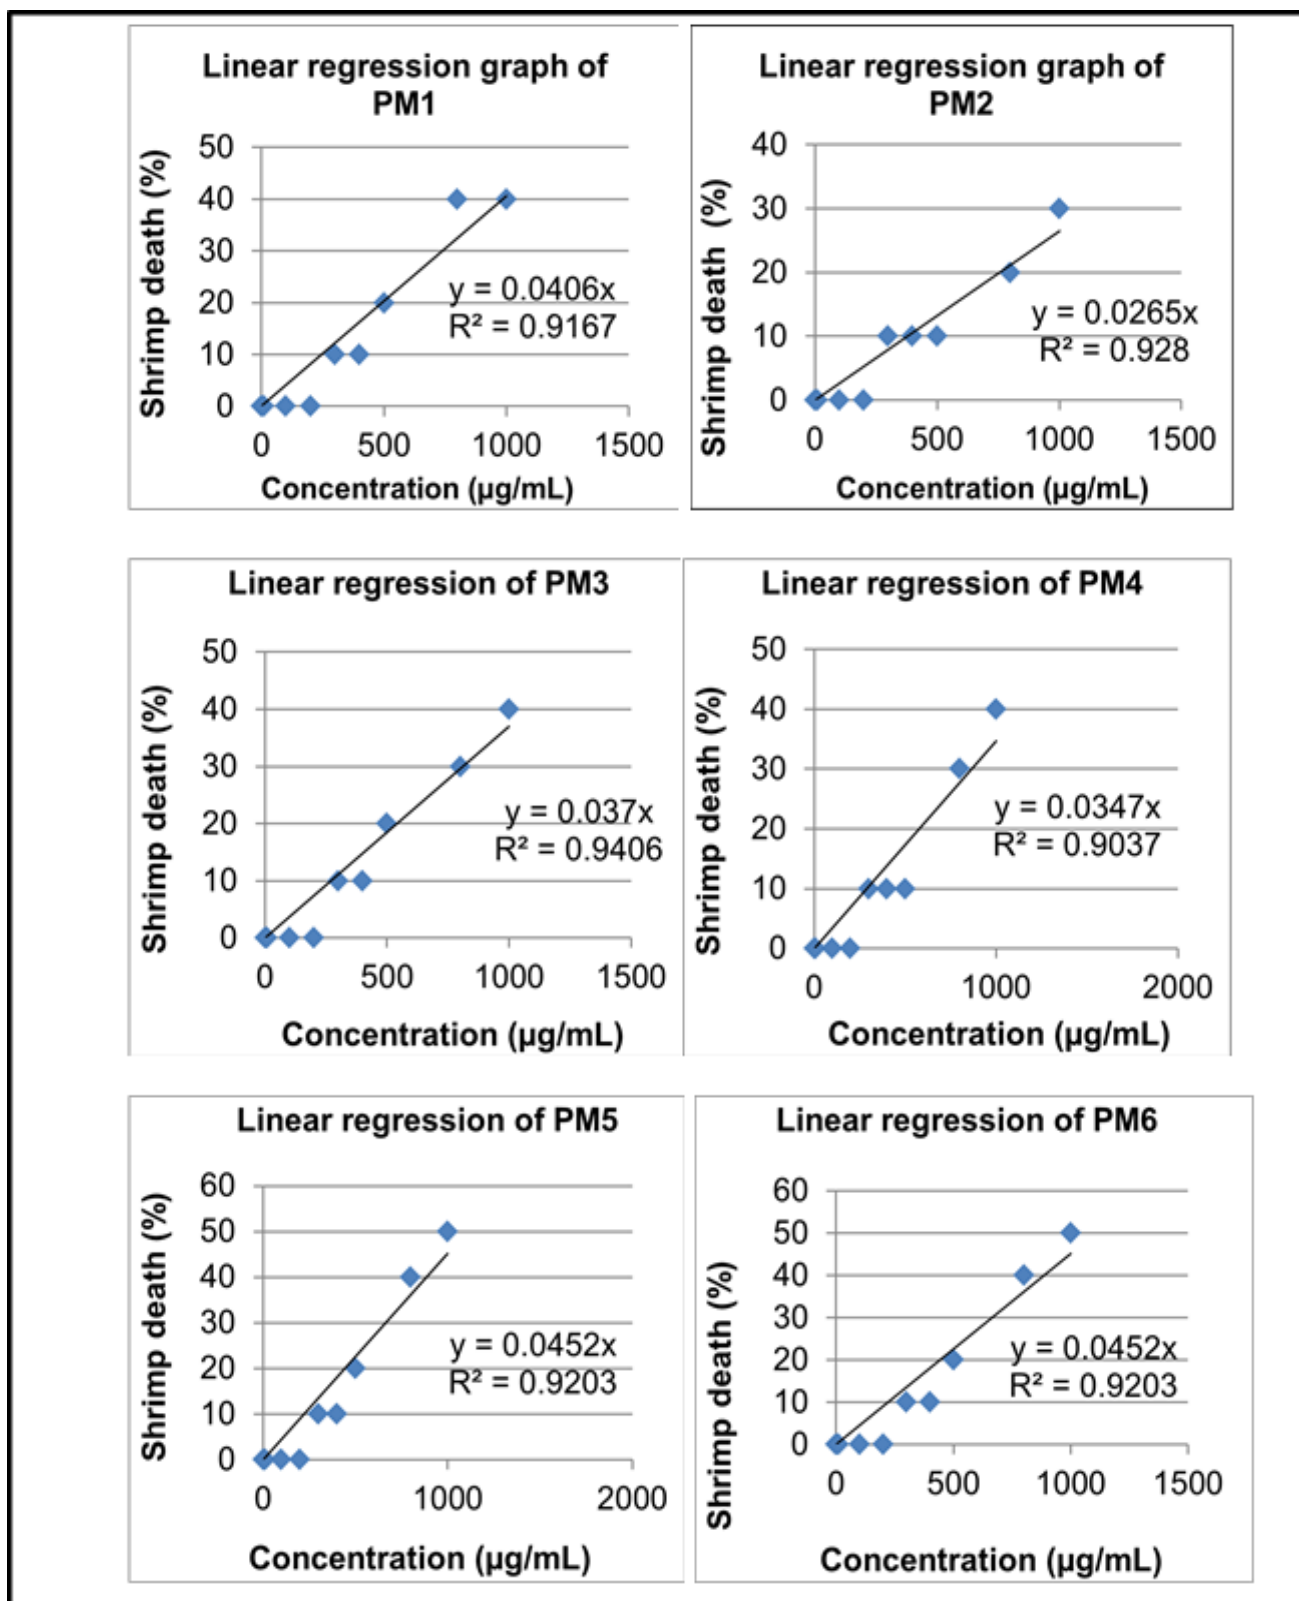 Linear regression graph of
PM1
Shrimp death (%)
50
40
30
20
10
0
y = 0.0406x
R² = 0.9167
0 500 1000 1500
Concentration (µg/mL)
Linear regression graph of
PM2
Shrimp death (%)
40
30
20
10
0
y = 0.0265x
R² = 0.928
0 500 1000 1500
Concentration (µg/mL)
Linear regression of PM3
Shrimp death (%)
50
40
30
20
10
0
y = 0.037x
R² = 0.9406
0 500 1000 1500
Concentration (µg/mL)
Linear regression of PM4
Shrimp death (%)
50
40
30
20
10
0
y = 0.0347x
R² = 0.9037
0 1000 2000
Concentration (µg/mL)
Linear regression of PM5
Shrimp death (%)
60
50
40
30
20
10
0
y = 0.0452x
R² = 0.9203
0 1000 2000
Concentration (µg/mL)
Linear regression of PM6
Shrimp death (%)
60
50
40
30
20
10
0
y = 0.0452x
R² = 0.9203
0 500 1000 1500
Concentration (µg/mL)